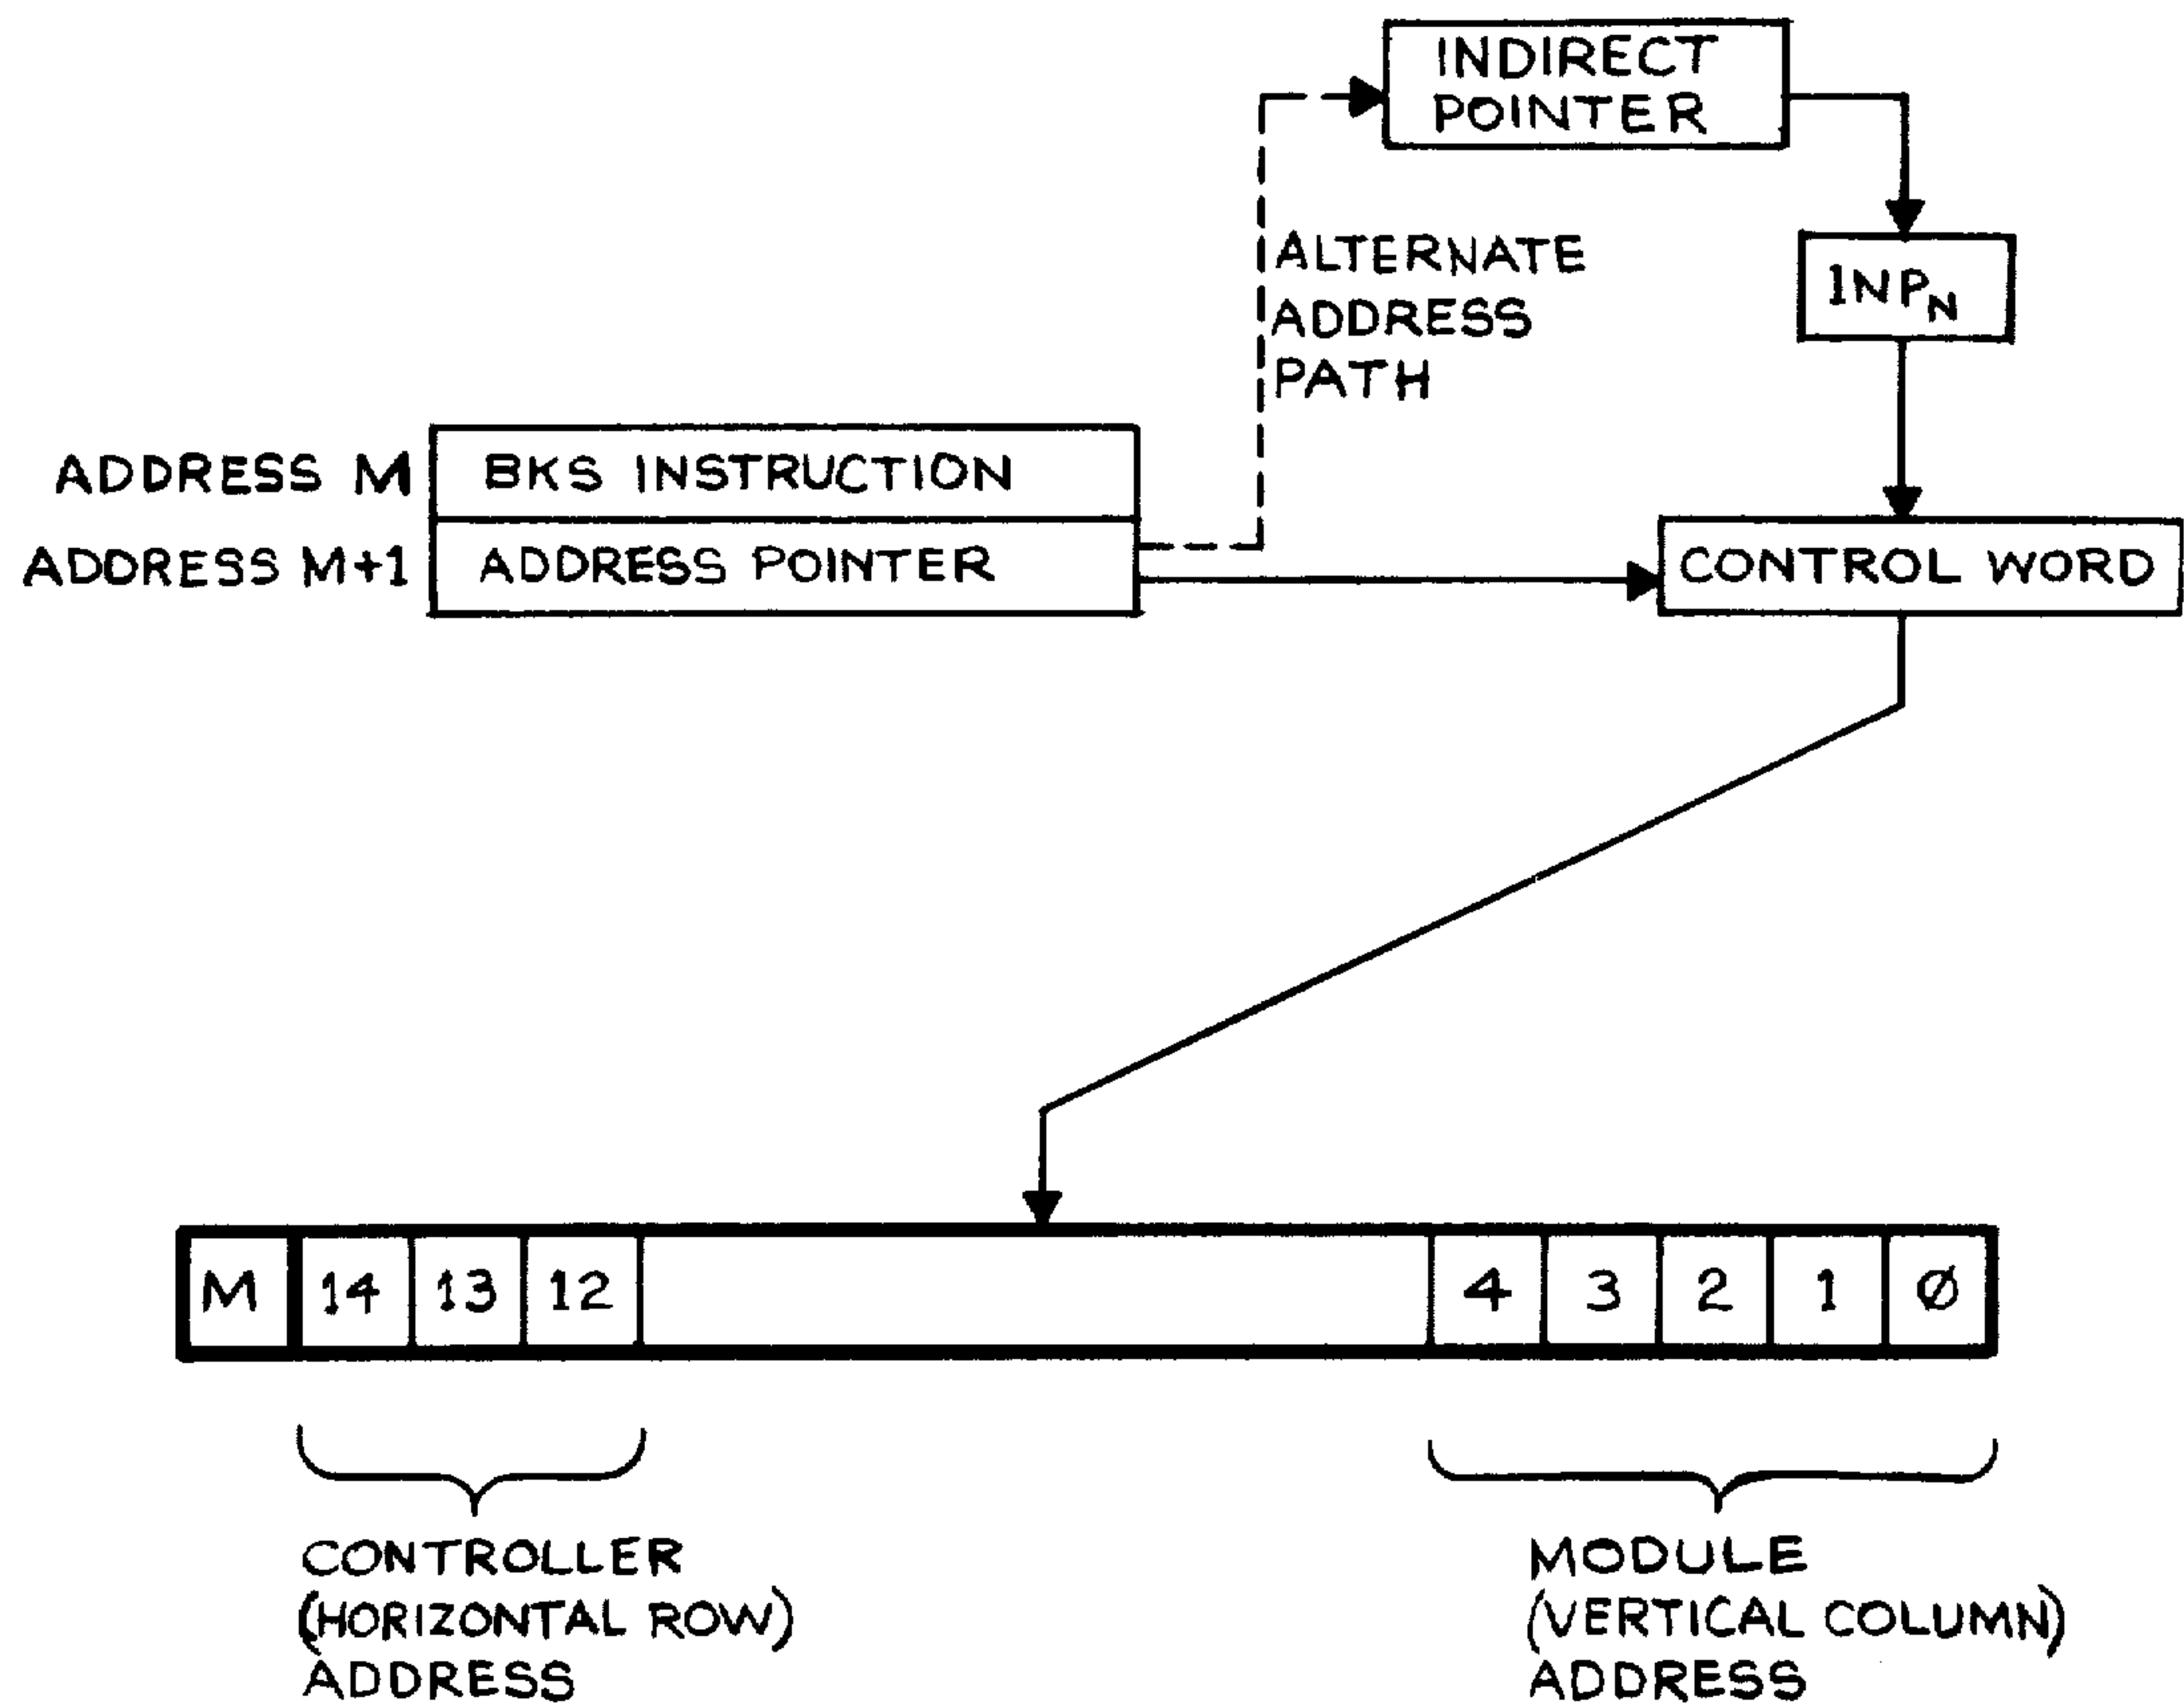 INDIRECT
POINTER
ALTERNATE
ADDRESS
PATH
INPN
ADDRESS M
BKS INSTRUCTION
ADDRESS M+1
ADDRESS POINTER
CONTROL WORD
M 14 13 12 4 3 2 1 Ø
CONTROLLER
(HORIZONTAL ROW)
ADDRESS
MODULE
(VERTICAL COLUMN)
ADDRESS